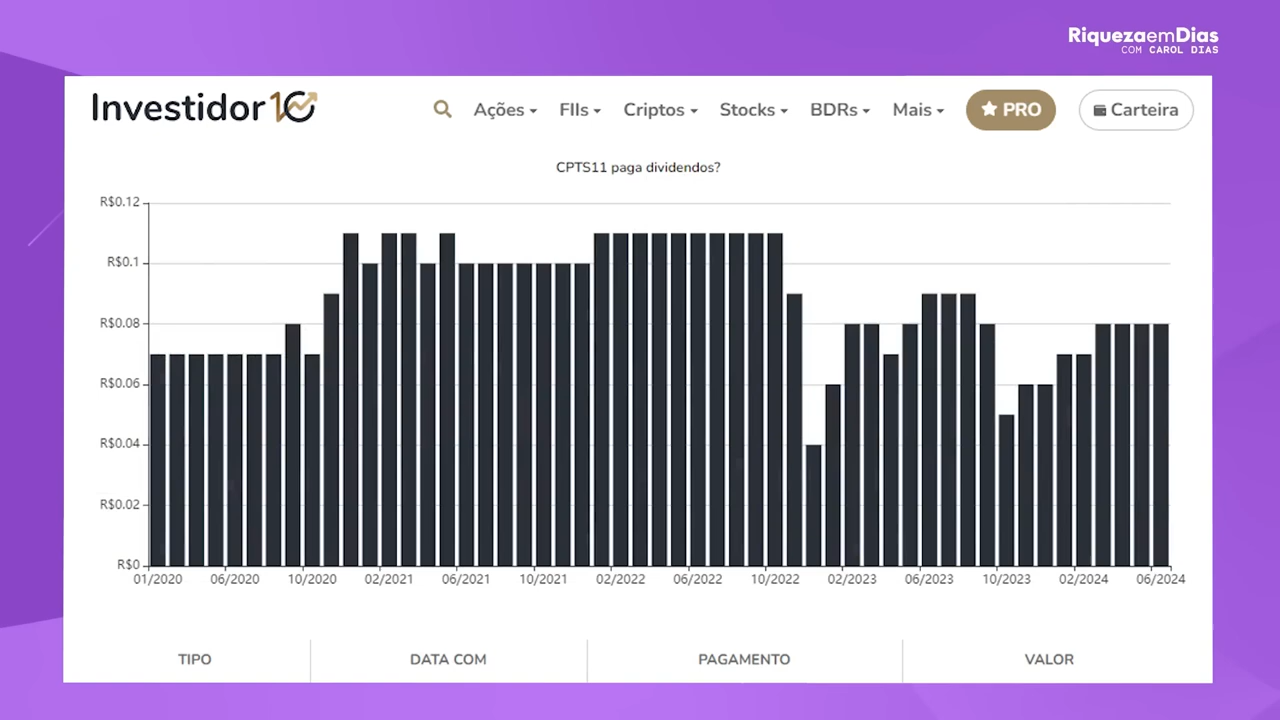 RiquezaemDias
COM CAROL DIAS
Investidor10
Ações FIIs Criptos Stocks BDRs Mais PRO Carteira
CPTS11 paga dividendos?
R$0.12
R$0.1
R$0.08
R$0.06
R$0.04
R$0.02
R$0
01/2020 06/2020 10/2020 02/2021 06/2021 10/2021 02/2022 06/2022 10/2022 02/2023 06/2023 10/2023 02/2024 06/2024
TIPO DATA COM PAGAMENTO VALOR